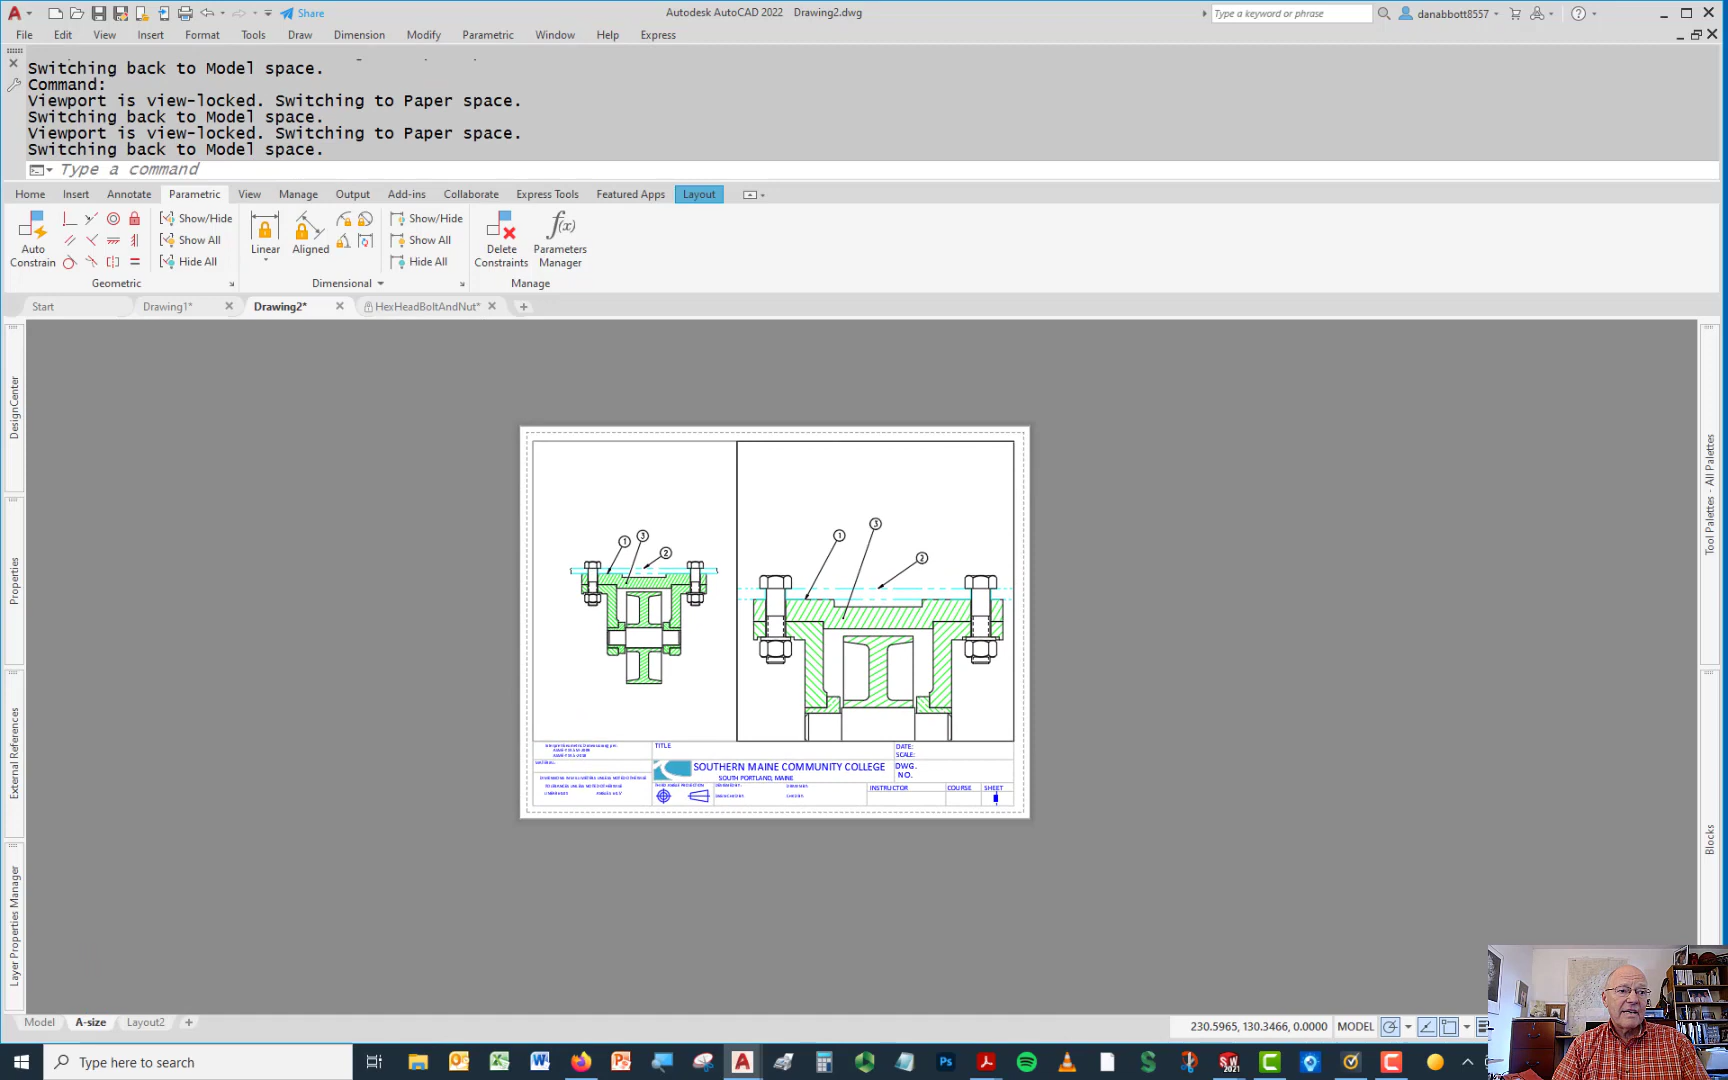 Share
Autodesk AutoCAD 2022 Drawing2.dwg
Type a keyword or phrase
danabbott8557
File Edit View Insert Format Tools Draw Dimension Modify Parametric Window Help Express
Switching back to Model space.
Command:
Viewport is view-locked. Switching to Paper space.
Switching back to Model space.
Viewport is view-locked. Switching to Paper space.
Switching back to Model space.
Type a command
Home Insert Annotate Parametric View Manage Output Add-ins Collaborate Express Tools Featured Apps Layout
Auto Constrain
Show/Hide
Show All
Hide All
Geometric
Linear
Aligned
Show/Hide
Show All
Hide All
Dimensional
Delete Constraints
f(x)
Parameters Manager
Manage
Start Drawing1* Drawing2* HexHeadBoltAndNut*
DesignCenter
Properties
External References
Layer Properties Manager
Tool Palettes - All Palettes
Blocks
1 3 2
1 3 2
TITLE
SOUTHERN MAINE COMMUNITY COLLEGE
SOUTH PORTLAND, MAINE
DATE:
SCALE:
DWG.
NO.
INSTRUCTOR COURSE SHEET
Model A-size Layout2
230.5965, 130.3466, 0.0000 MODEL
Type here to search